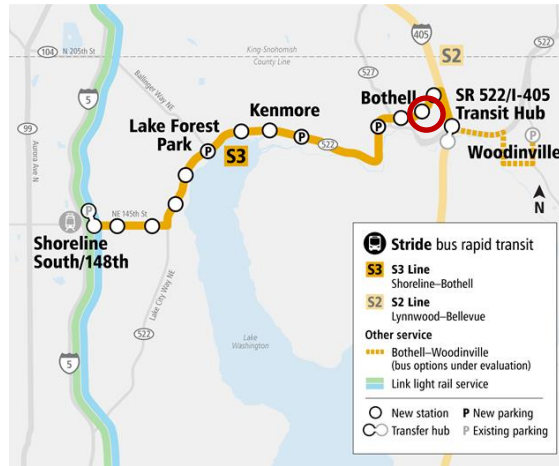 405
King-Snohomish
County Line
104
N 205th St
S2
5
Ballinger Way NE
527
522
99
Aurora Ave N
Bothell
SR 522/I-405
Transit Hub
Kenmore
P
P
Lake Forest
Park
P
S3
522
P
Woodinville
N
P
NE 145th St
Shoreline
South/148th
Lake City Way NE
522
Lake
Washington
5
Stride bus rapid transit
S3 S3 Line
Shoreline–Bothell
S2 S2 Line
Lynnwood–Bellevue
Other service
Bothell–Woodinville
(bus options under evaluation)
Link light rail service
New station P New parking
Transfer hub P Existing parking